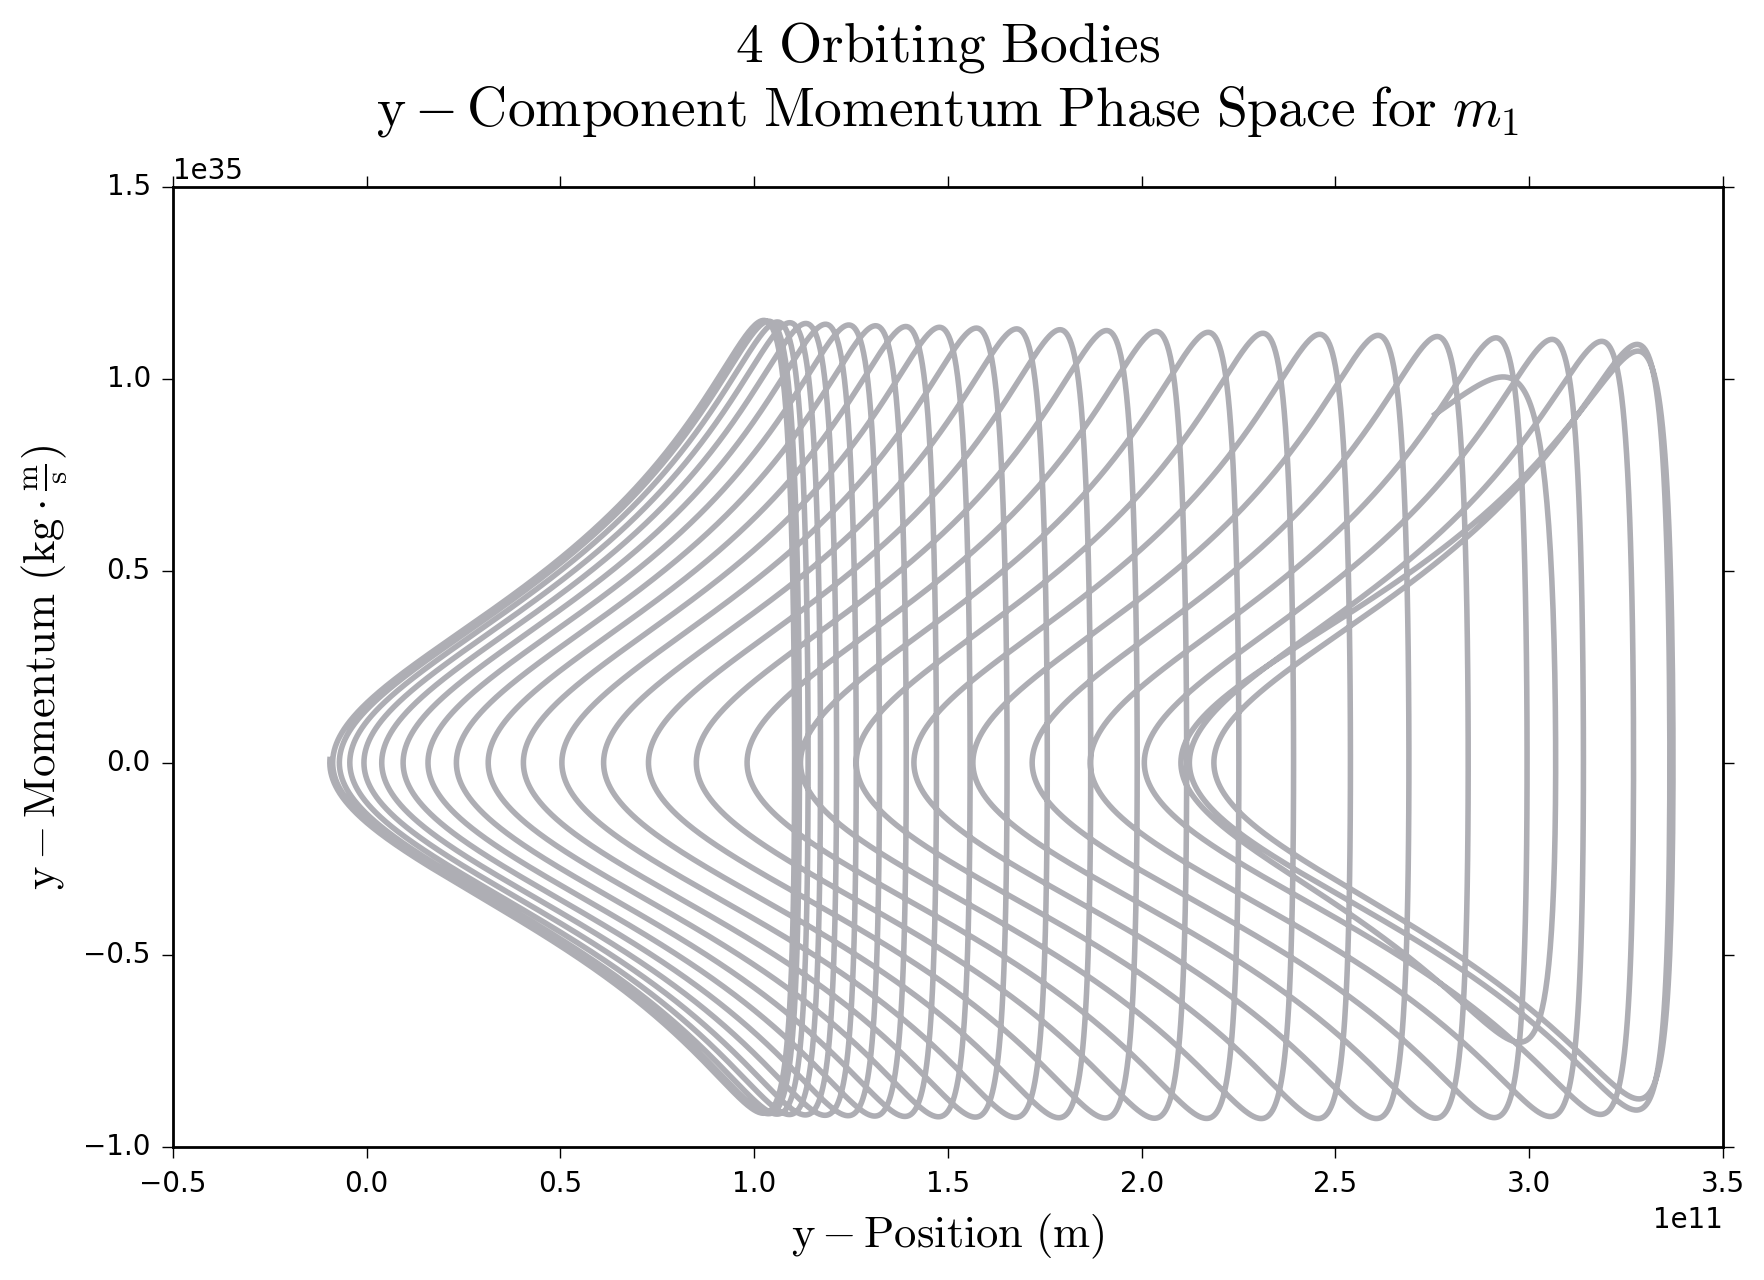 4 Orbiting Bodies
y − Component Momentum Phase Space for m₁
1e35
1.5
1.0
0.5
0.0
−0.5
−1.0
y − Momentum (kg · m/s)
−0.5 0.0 0.5 1.0 1.5 2.0 2.5 3.0 3.5
1e11
y − Position (m)